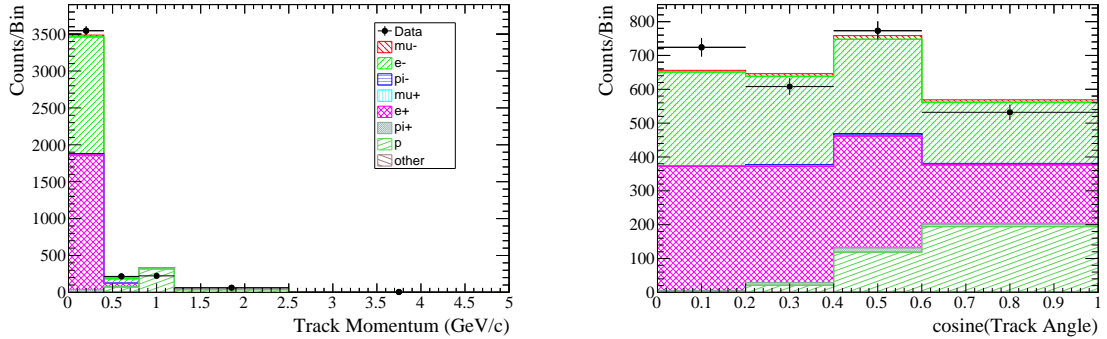 Counts/Bin
3500
3000
2500
2000
1500
1000
500
0
0 0.5 1 1.5 2 2.5 3 3.5 4 4.5 5
Track Momentum (GeV/c)
Data
mu-
e-
pi-
mu+
e+
pi+
p
other
Counts/Bin
800
700
600
500
400
300
200
100
0
0 0.1 0.2 0.3 0.4 0.5 0.6 0.7 0.8 0.9 1
cosine(Track Angle)